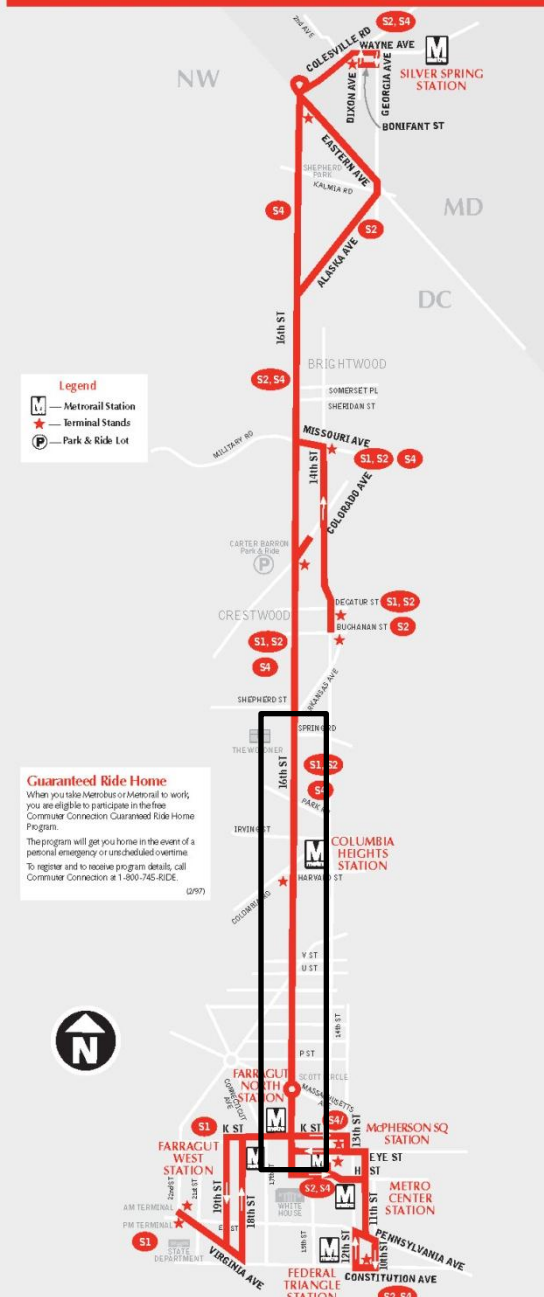 2nd AVE
COLESVILLE RD
S2, S4
WAYNE AVE
M
metro
SILVER SPRING
STATION
DIXON AVE
GEORGIA AVE
BONIFANT ST
NW
EASTERN AVE
SHEPHERD
PARK
KALMIA RD
S4
MD
S2
ALASKA AVE
DC
16th ST
BRIGHTWOOD
S2, S4
SOMERSET PL
SHERIDAN ST
Legend
M — Metrorail Station
★ — Terminal Stands
P — Park & Ride Lot
MILITARY RD
MISSOURI AVE
S1, S2
S4
14th ST
COLORADO AVE
CARTER BARRON
Park & Ride
P
DECATUR ST
S1, S2
CRESTWOOD
BUCHANAN ST
S2
S1, S2
S4
ARKANSAS AVE
SHEPHERD ST
SPRING RD
16th ST
S1, S2
S4
PARK RD
Guaranteed Ride Home
When you take Metrobus or Metrorail to work,
you are eligible to participate in the free
Commuter Connection Guaranteed Ride Home
Program.
The program will get you home in the event of a
personal emergency or unscheduled overtime.
To register and to receive program details, call
Commuter Connection at 1-800-745-RIDE.
(2/97)
IRVING ST
M
metro
COLUMBIA
HEIGHTS
STATION
HARVARD ST
COLUMBIA RD
V ST
U ST
14th ST
N
P ST
SCOTT CIRCLE
FARRAGUT
NORTH
STATION
MASSACHUSETTS
CONNECTICUT
AVE
M
metro
S1
K ST
K ST
S4/
13th ST
McPHERSON SQ
STATION
FARRAGUT
WEST
STATION
M
M
EYE ST
H ST
17th ST
S2, S4
METRO
CENTER
STATION
M
22nd ST
21st ST
19th ST
18th ST
WHITE
HOUSE
11th ST
AM TERMINAL
PM TERMINAL
E ST
S1
STATE
DEPARTMENT
VIRGINIA AVE
15th ST
M
12th ST
10th ST
PENNSYLVANIA AVE
FEDERAL
TRIANGLE
STATION
CONSTITUTION AVE
S2, S4